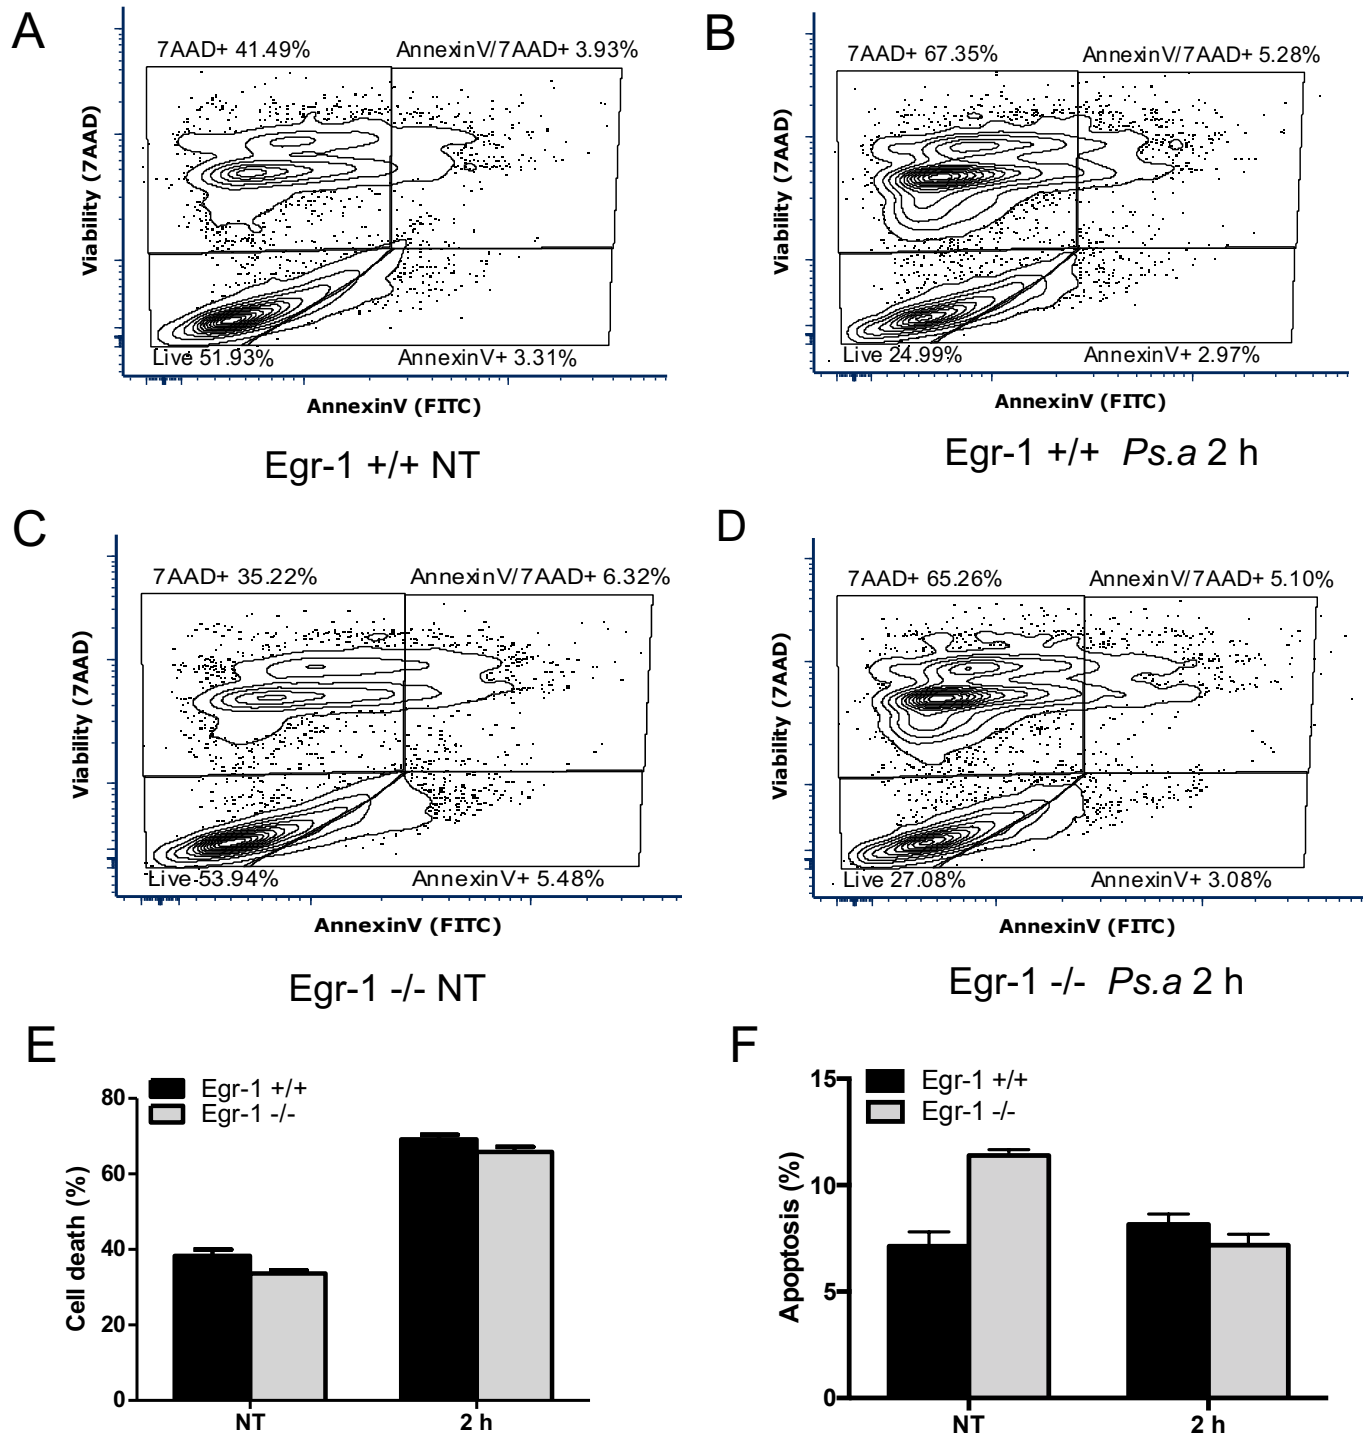 A
7AAD+ 41.49%
AnnexinV/7AAD+ 3.93%
Viability (7AAD)
Live 51.93%
AnnexinV+ 3.31%
AnnexinV (FITC)
Egr-1 +/+ NT
B
7AAD+ 67.35%
AnnexinV/7AAD+ 5.28%
Viability (7AAD)
Live 24.99%
AnnexinV+ 2.97%
AnnexinV (FITC)
Egr-1 +/+ Ps.a 2 h
C
7AAD+ 35.22%
AnnexinV/7AAD+ 6.32%
Viability (7AAD)
Live 53.94%
AnnexinV+ 5.48%
AnnexinV (FITC)
Egr-1 -/- NT
D
7AAD+ 65.26%
AnnexinV/7AAD+ 5.10%
Viability (7AAD)
Live 27.08%
AnnexinV+ 3.08%
AnnexinV (FITC)
Egr-1 -/- Ps.a 2 h
E
Egr-1 +/+
Egr-1 -/-
Cell death (%)
80
60
40
20
0
NT
2 h
F
Egr-1 +/+
Egr-1 -/-
Apoptosis (%)
15
10
5
0
NT
2 h